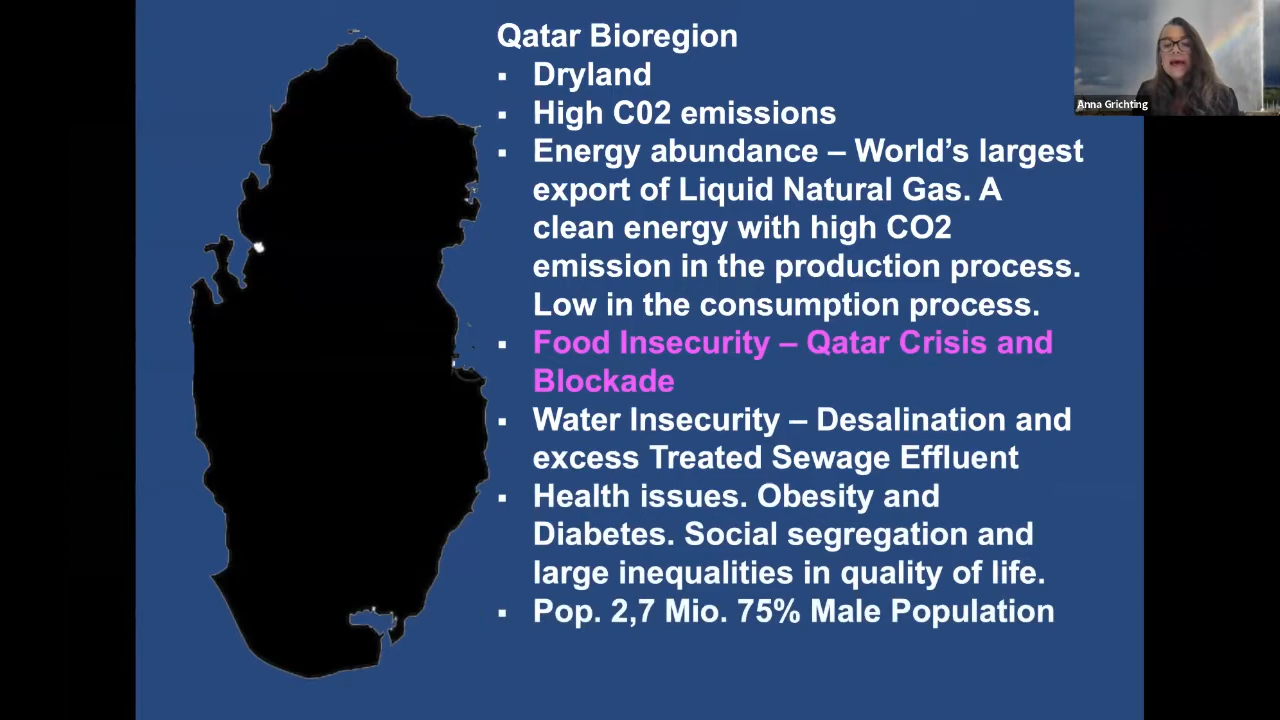 Qatar Bioregion
▪ Dryland
▪ High C02 emissions
▪ Energy abundance – World’s largest
export of Liquid Natural Gas. A
clean energy with high CO2
emission in the production process.
Low in the consumption process.
▪ Food Insecurity – Qatar Crisis and
Blockade
▪ Water Insecurity – Desalination and
excess Treated Sewage Effluent
▪ Health issues. Obesity and
Diabetes. Social segregation and
large inequalities in quality of life.
▪ Pop. 2,7 Mio. 75% Male Population
Anna Grichting